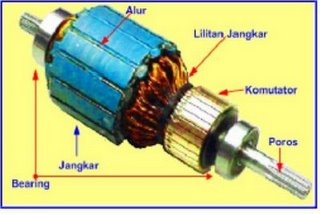 Alur
Lilitan Jangkar
Komutator
Poros
Jangkar
Bearing